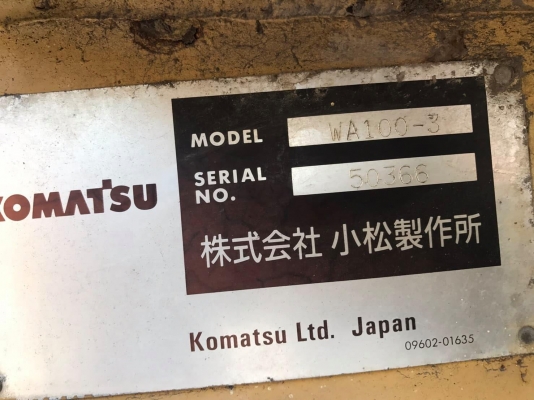 KOMATSU
MODEL WA100-3
SERIAL NO. 50366
株式会社 小松製作所
Komatsu Ltd. Japan
09602-01635